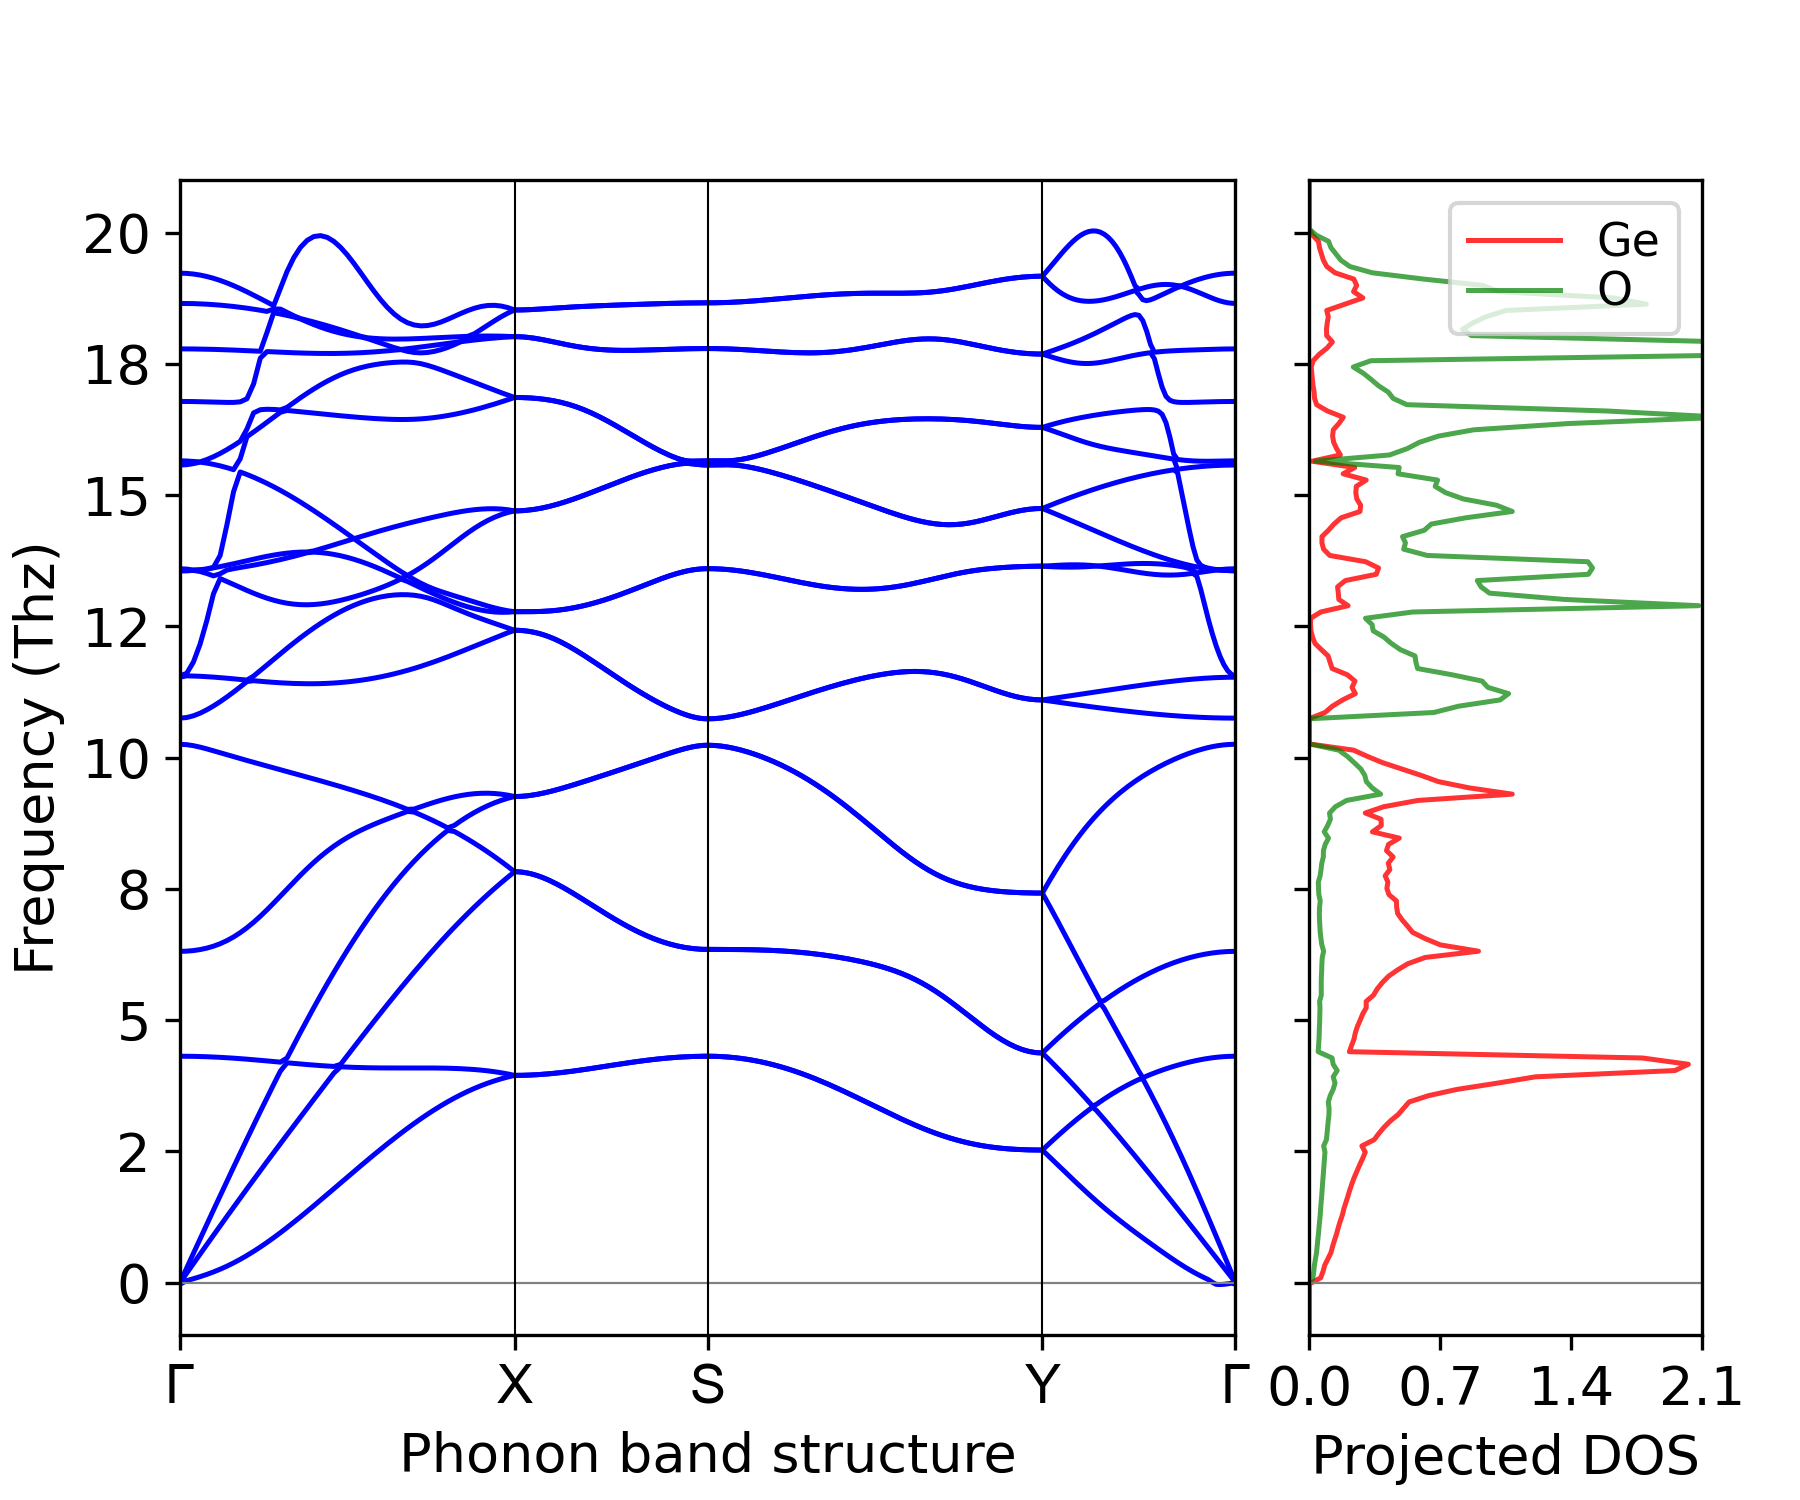 Frequency (Thz)
20
18
15
12
10
8
5
2
0
Γ X S Y Γ
Phonon band structure
Ge
O
0.0 0.7 1.4 2.1
Projected DOS